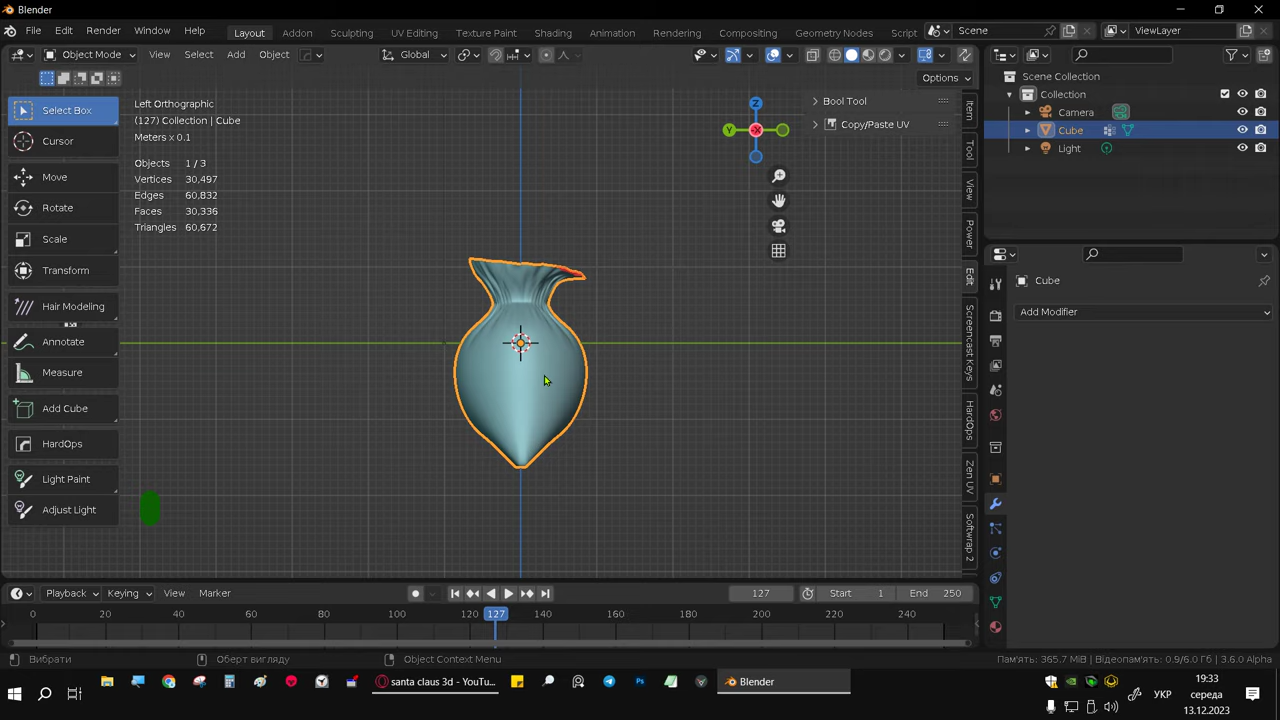 Blender
File Edit Render Window Help Layout Addon Sculpting UV Editing Texture Paint Shading Animation Rendering Compositing Geometry Nodes Scene ViewLayer
Object Mode View Select Add Object Global
Options
Select Box
Cursor
Move
Rotate
Scale
Transform
Hair Modeling
Annotate
Measure
Add Cube
HardOps
Light Paint
Adjust Light
Left Orthographic
(127) Collection | Cube
Meters x 0.1
Objects 1 / 3
Vertices 30,497
Edges 60,832
Faces 30,336
Triangles 60,672
Bool Tool
Copy/Paste UV
Z
Y
-X
Item
Tool
View
Power
Edit
Screencast Keys
HardOps
Zen UV
Softwrap 2
Scene Collection
Collection
Camera
Cube
Light
Cube
Add Modifier
Playback Keying View Marker 127 Start 1 End 250
0 20 40 60 80 100 120 127 140 160 180 200 220 240
Вибрати Оберт вигляду Object Context Menu Пам'ять: 365.7 MiB | Відеопам'ять: 0.9/6.0 Gi | 3.6.0 Alpha
santa claus 3d - YouTu... Blender
19:33
УКР середа
13.12.2023